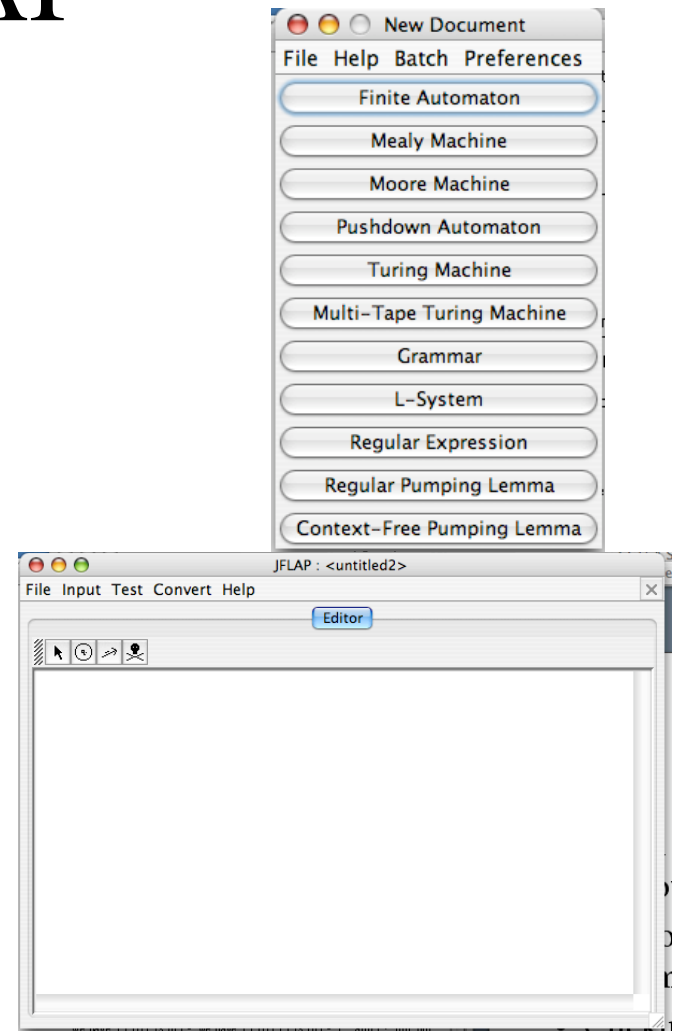 New Document
File Help Batch Preferences
Finite Automaton
Mealy Machine
Moore Machine
Pushdown Automaton
Turing Machine
Multi-Tape Turing Machine
Grammar
L-System
Regular Expression
Regular Pumping Lemma
Context-Free Pumping Lemma
JFLAP : <untitled2>
File Input Test Convert Help
Editor